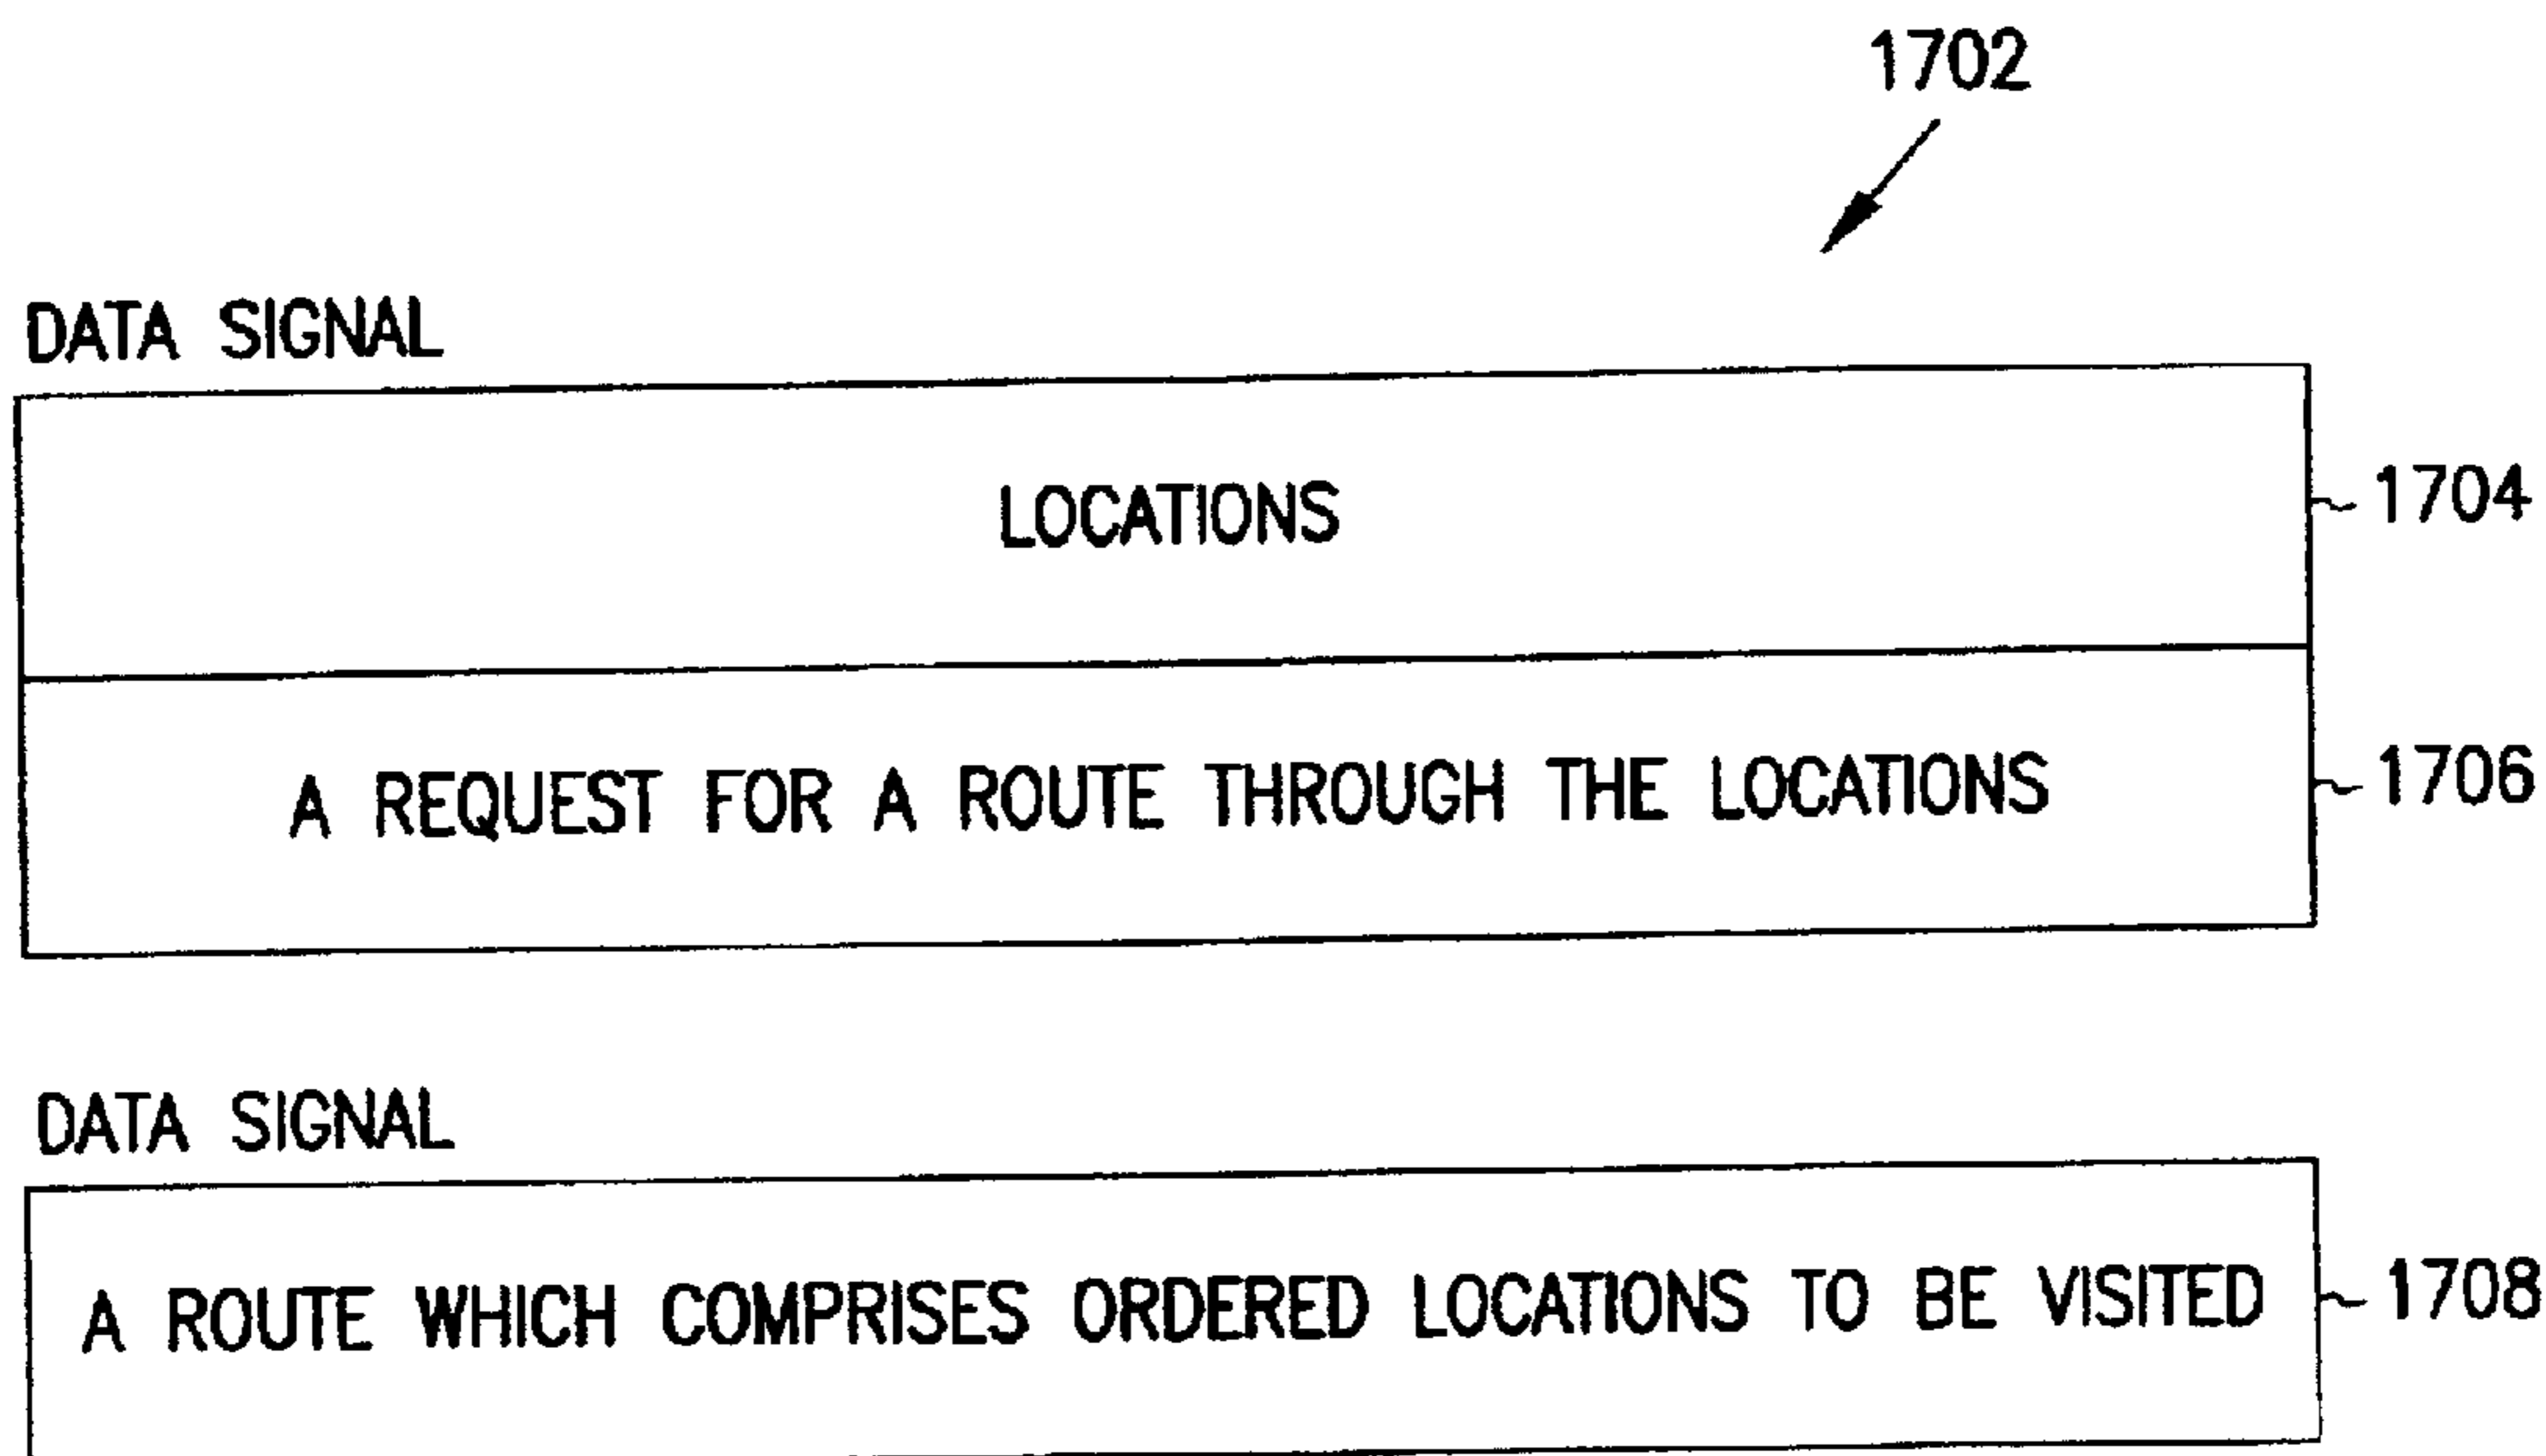 1702
DATA SIGNAL
LOCATIONS
1704
A REQUEST FOR A ROUTE THROUGH THE LOCATIONS
1706
DATA SIGNAL
A ROUTE WHICH COMPRISES ORDERED LOCATIONS TO BE VISITED
1708